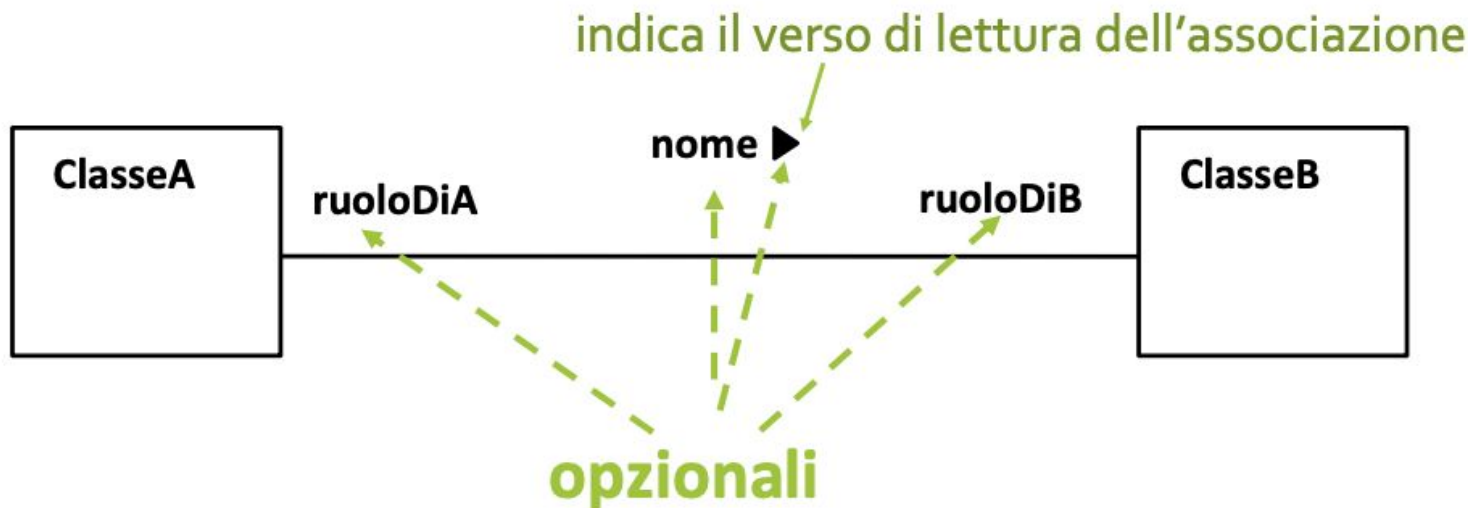 indica il verso di lettura dell’associazione
nome
ClasseA
ClasseB
ruoloDiA
ruoloDiB
opzionali